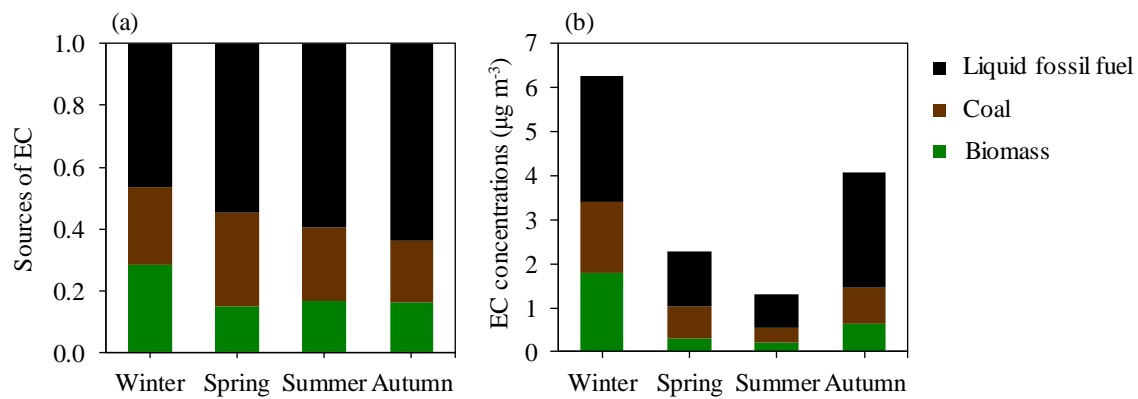 (a)
Sources of EC
1.0
0.8
0.6
0.4
0.2
0.0
Winter Spring Summer Autumn
(b)
EC concentrations (µg m⁻³)
7
6
5
4
3
2
1
0
Winter Spring Summer Autumn
Liquid fossil fuel
Coal
Biomass